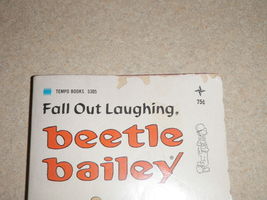 TEMPO BOOKS 5305
75¢
Fall Out Laughing,
beetle
bailey